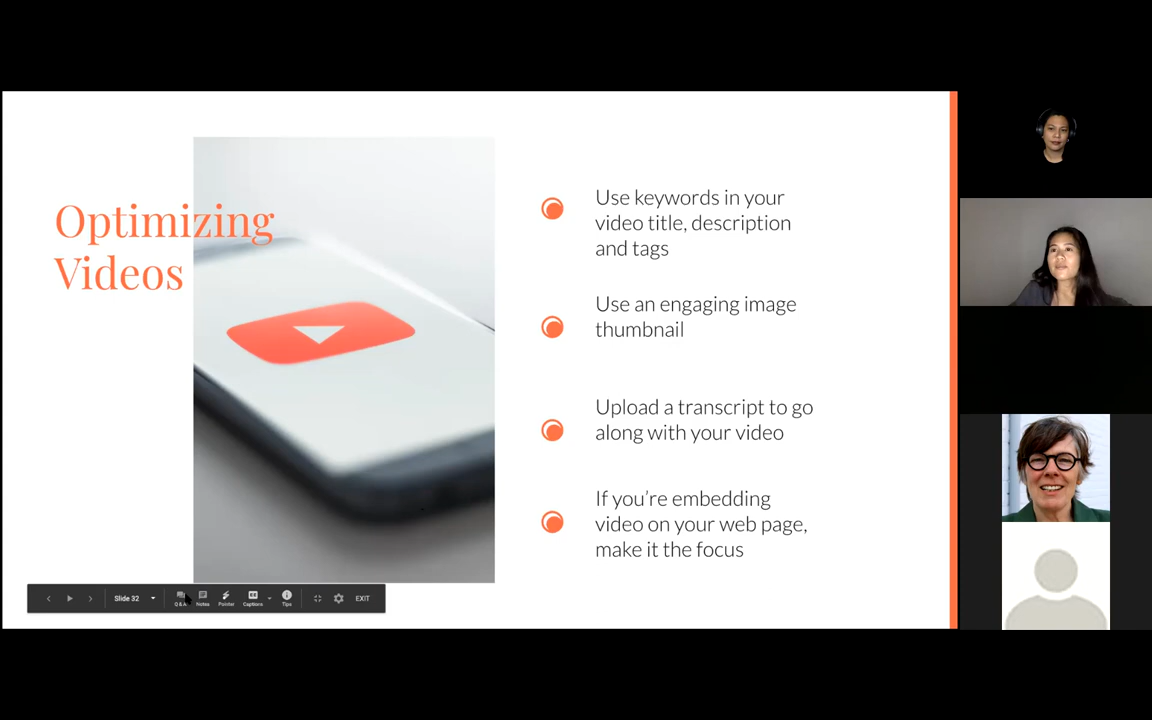 Optimizing
Videos
Use keywords in your
video title, description
and tags
Use an engaging image
thumbnail
Upload a transcript to go
along with your video
If you’re embedding
video on your web page,
make it the focus
Slide 32
Q&A
Notes
Pointer
Captions
Tips
EXIT